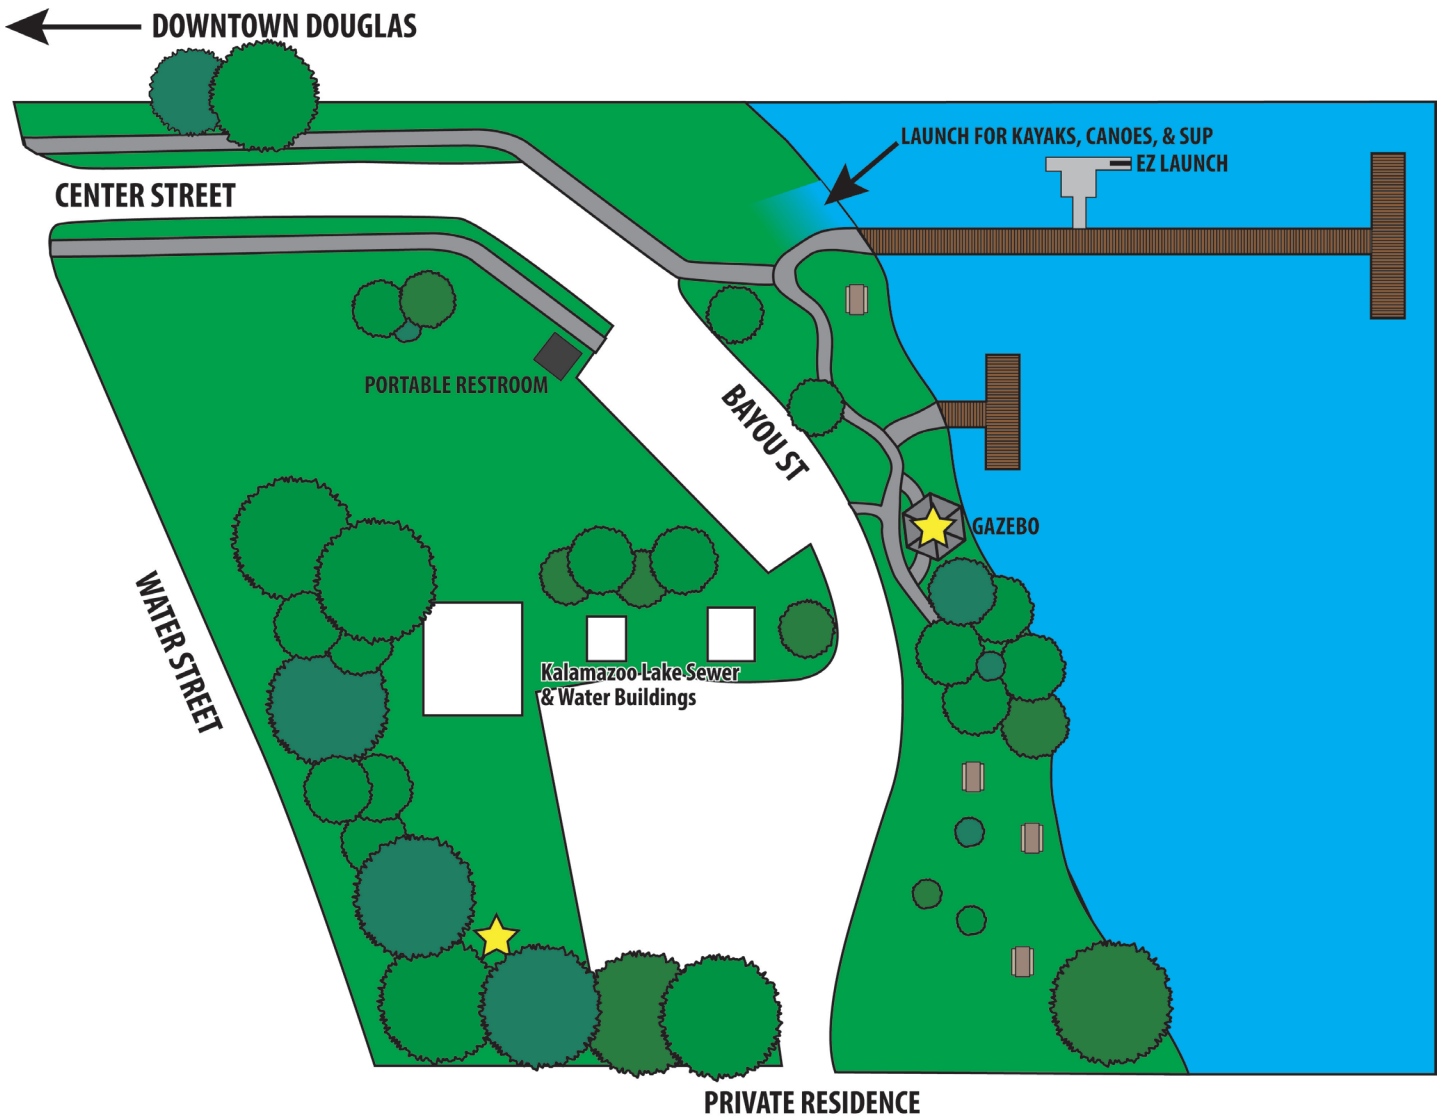 DOWNTOWN DOUGLAS
LAUNCH FOR KAYAKS, CANOES, & SUP
EZ LAUNCH
CENTER STREET
PORTABLE RESTROOM
BAYOU ST
GAZEBO
WATER STREET
Kalamazoo Lake Sewer
& Water Buildings
PRIVATE RESIDENCE